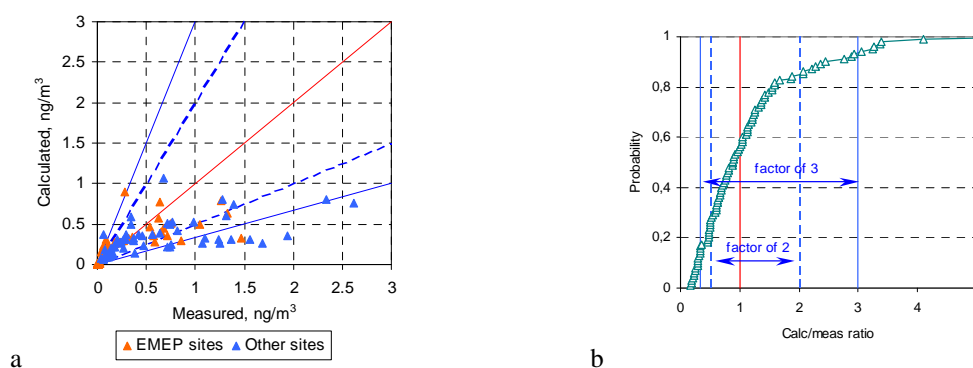 3
2.5
2
1.5
1
0.5
0
Calculated, ng/m³
0 0.5 1 1.5 2 2.5 3
Measured, ng/m³
EMEP sites Other sites
a
1
0,8
0,6
0,4
0,2
0
Probability
factor of 3
factor of 2
0 1 2 3 4
Calc/meas ratio
b